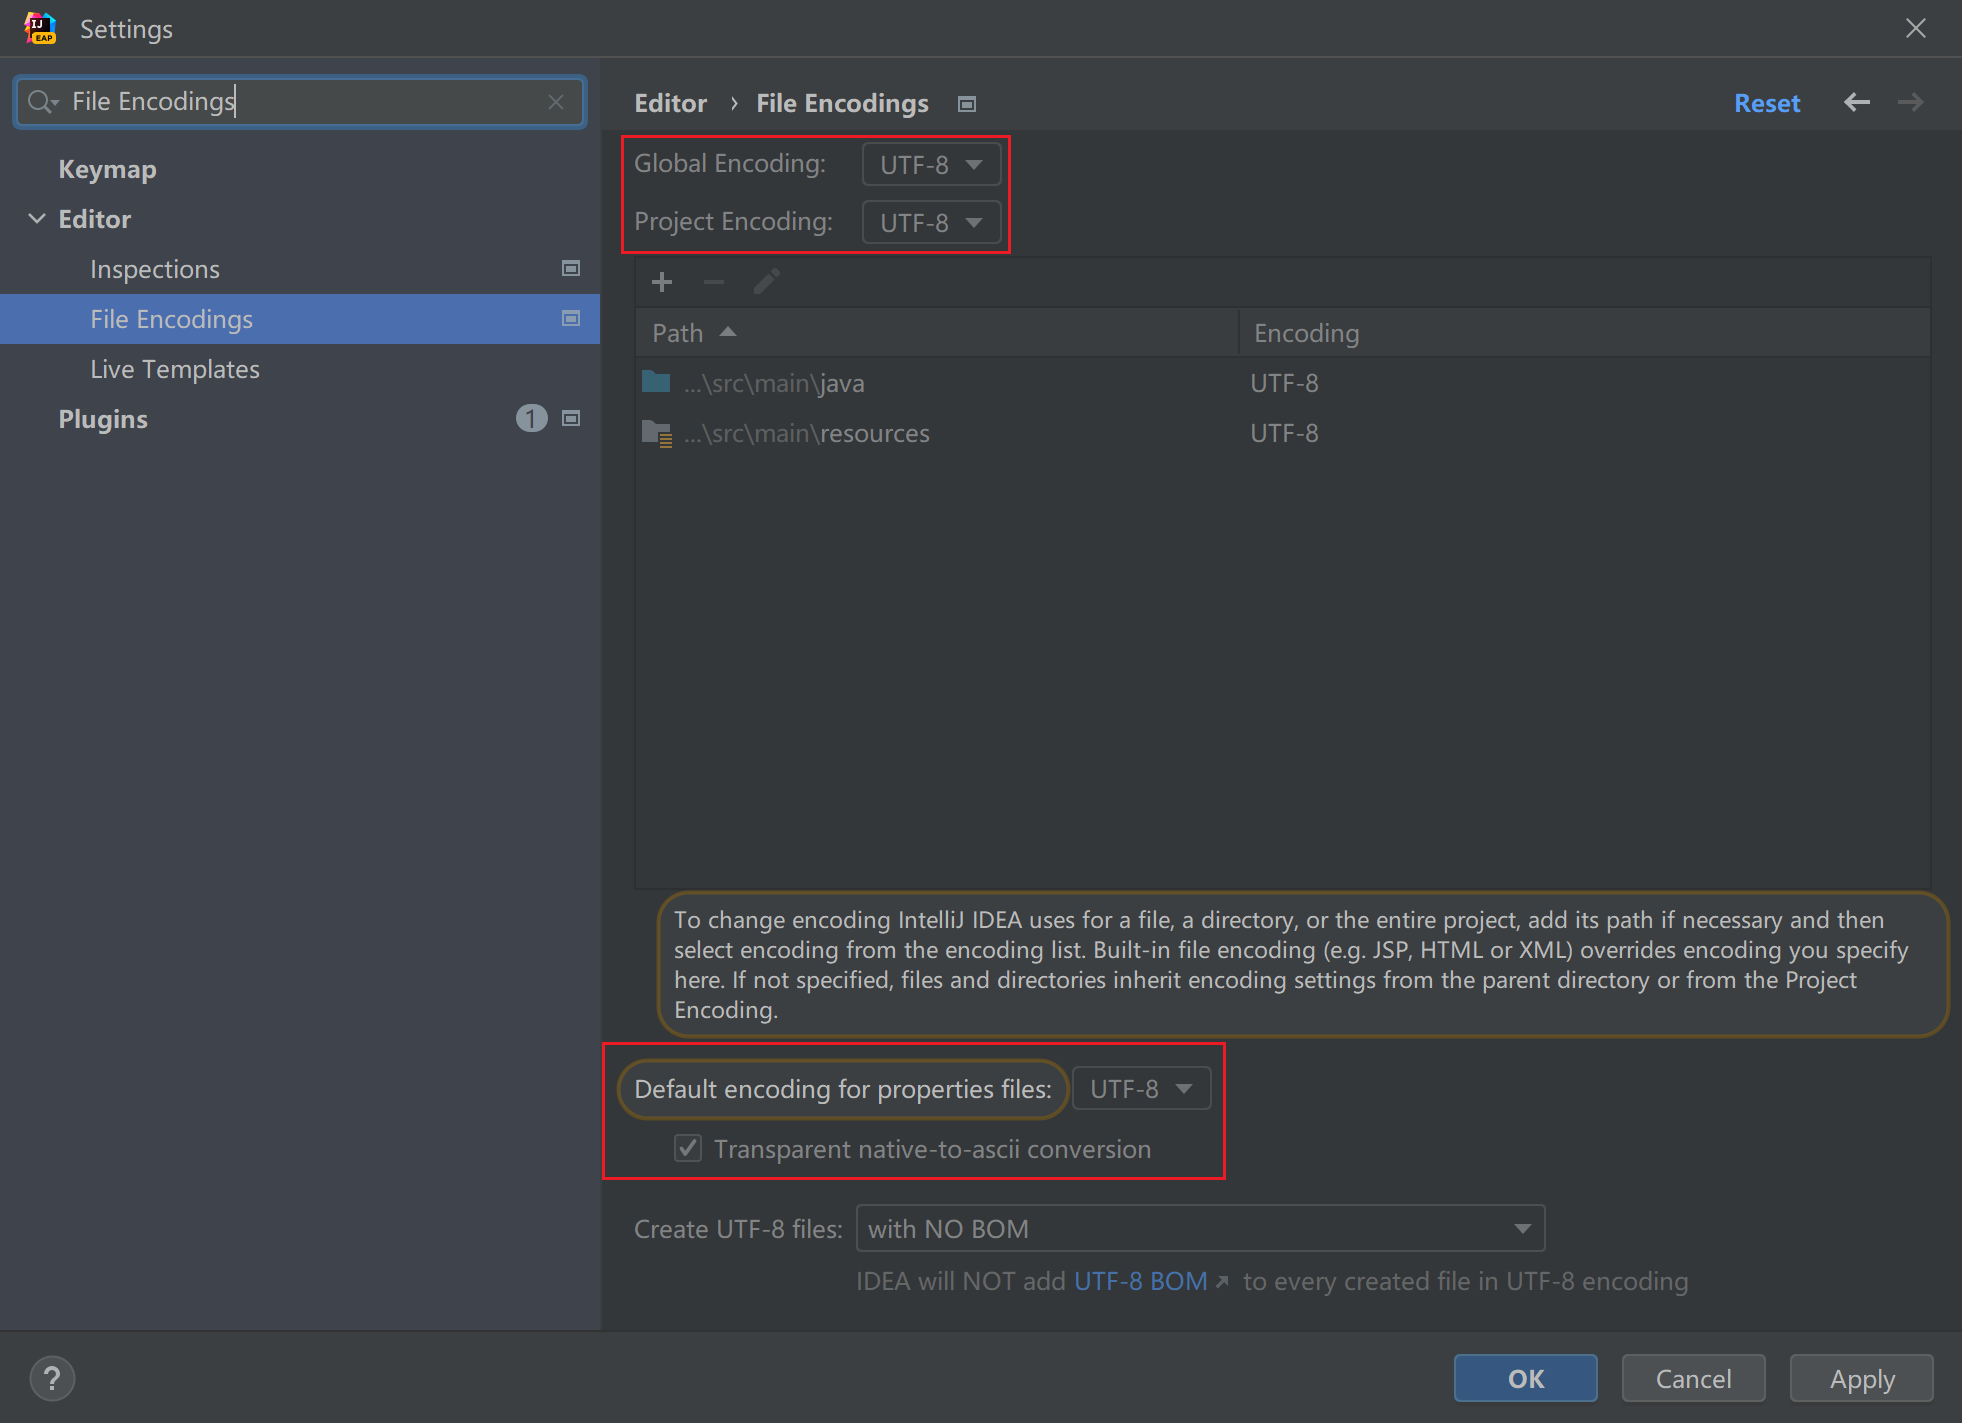 IJ
EAP
Settings
File Encodings
Keymap
Editor
Inspections
File Encodings
Live Templates
Plugins
1
Editor › File Encodings
Reset
Global Encoding: UTF-8
Project Encoding: UTF-8
Path Encoding
...\src\main\java UTF-8
...\src\main\resources UTF-8
To change encoding IntelliJ IDEA uses for a file, a directory, or the entire project, add its path if necessary and then
select encoding from the encoding list. Built-in file encoding (e.g. JSP, HTML or XML) overrides encoding you specify
here. If not specified, files and directories inherit encoding settings from the parent directory or from the Project
Encoding.
Default encoding for properties files: UTF-8
Transparent native-to-ascii conversion
Create UTF-8 files: with NO BOM
IDEA will NOT add UTF-8 BOM ↗ to every created file in UTF-8 encoding
?
OK
Cancel
Apply